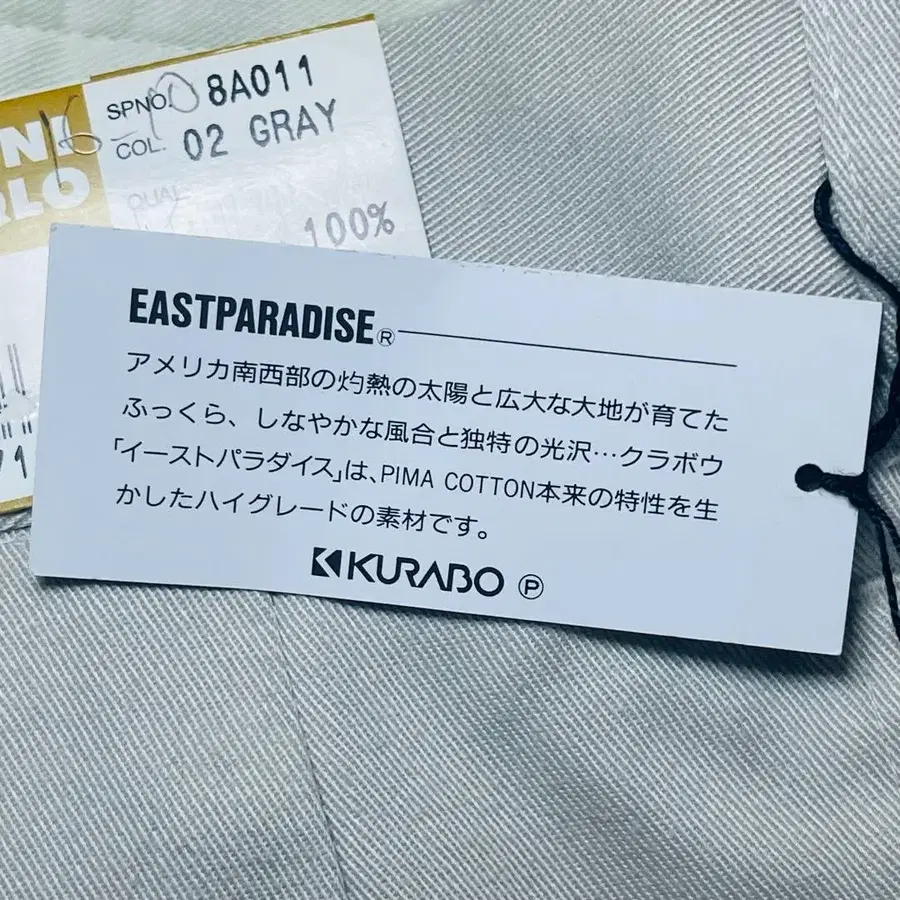 SPNO. 8A011
COL. 02 GRAY
QUAL
100%
NI
LO
EASTPARADISE®
アメリカ南西部の灼熱の太陽と広大な大地が育てた
ふっくら、しなやかな風合と独特の光沢…クラボウ
「イーストパラダイス」は、PIMA COTTON本来の特性を生
かしたハイグレードの素材です。
KURABO Ⓟ